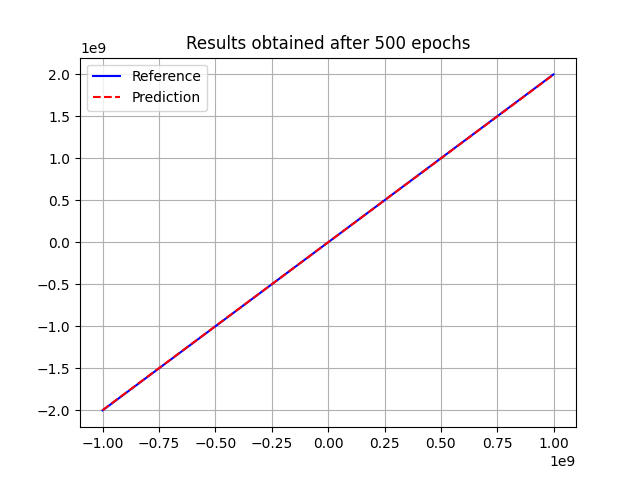 Results obtained after 500 epochs
1e9
Reference
Prediction
2.0
1.5
1.0
0.5
0.0
−0.5
−1.0
−1.5
−2.0
−1.00 −0.75 −0.50 −0.25 0.00 0.25 0.50 0.75 1.00
1e9